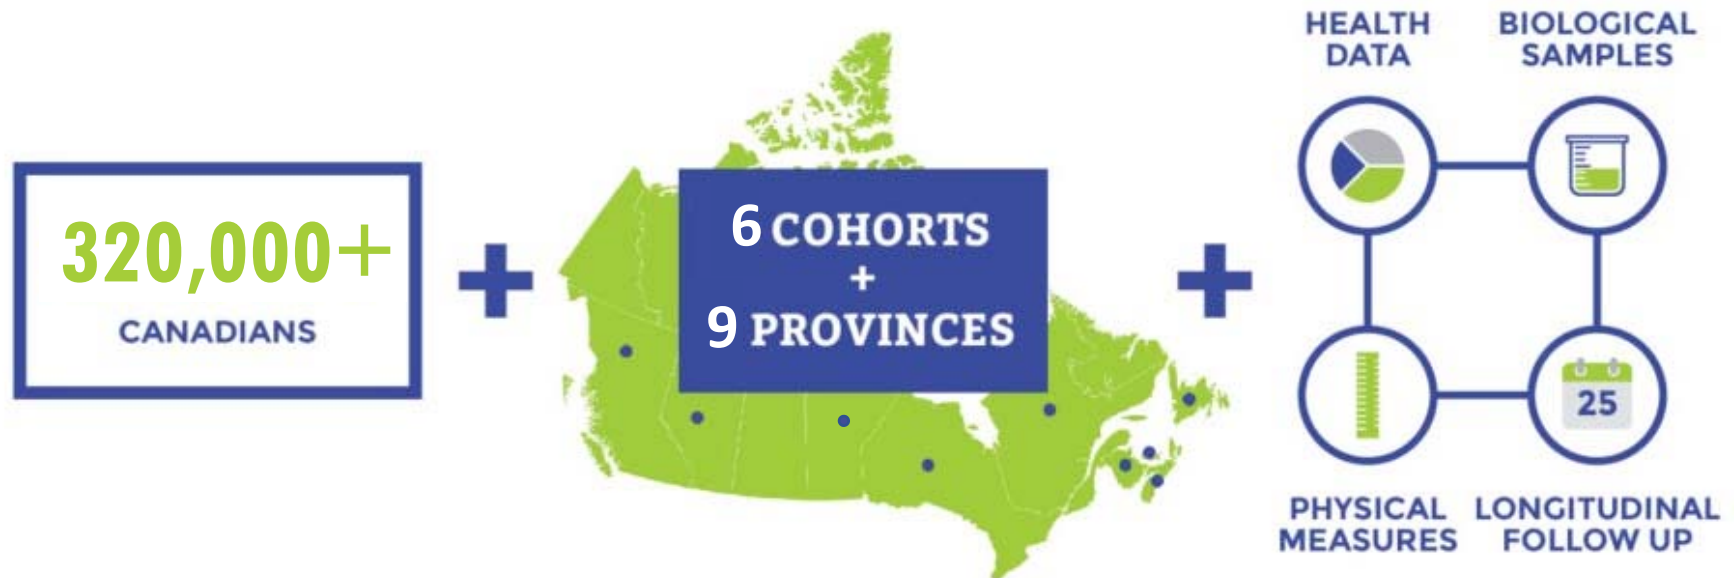 320,000+
CANADIANS
+
6 COHORTS
+
9 PROVINCES
+
HEALTH
DATA
BIOLOGICAL
SAMPLES
25
PHYSICAL
MEASURES
LONGITUDINAL
FOLLOW UP